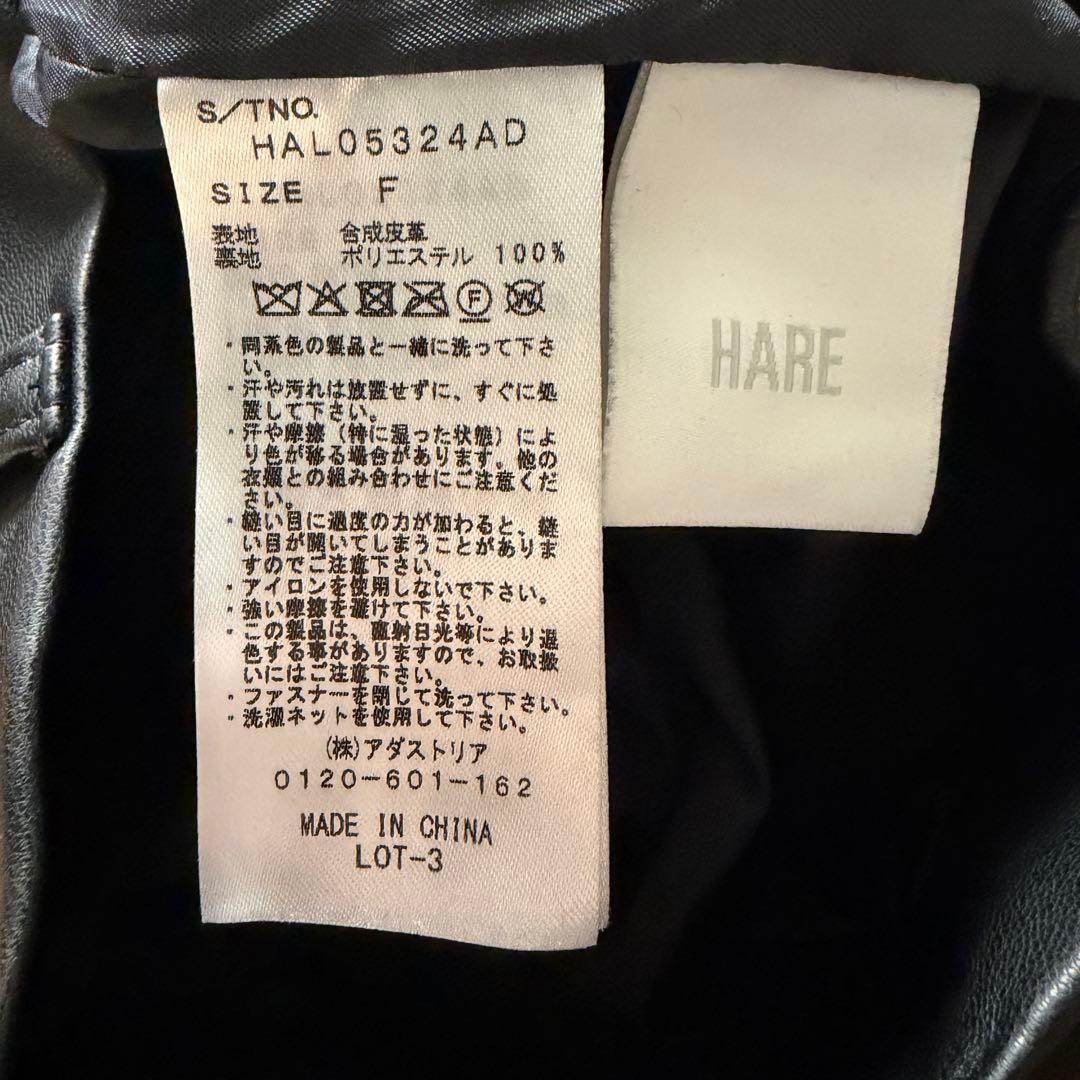 S/TNO.
HAL05324AD
SIZE F
表地 合成皮革
裏地 ポリエステル 100%
F W
・同系色の製品と一緒に洗って下さ
い。
・汗や汚れは放置せずに、すぐに処
置して下さい。
・汗や摩擦(特に湿った状態)によ
り色が移る場合があります。他の
衣類との組み合わせにご注意くだ
さい。
・縫い目に過度の力が加わると、縫
い目が開いてしまうことがありま
すのでご注意下さい。
・アイロンを使用しないで下さい。
・強い摩擦を避けて下さい。
・この製品は、直射日光等により退
色する事がありますので、お取扱
いにはご注意下さい。
・ファスナーを閉じて洗って下さい。
・洗濯ネットを使用して下さい。
(株)アダストリア
0120-601-162
MADE IN CHINA
LOT-3
HARE